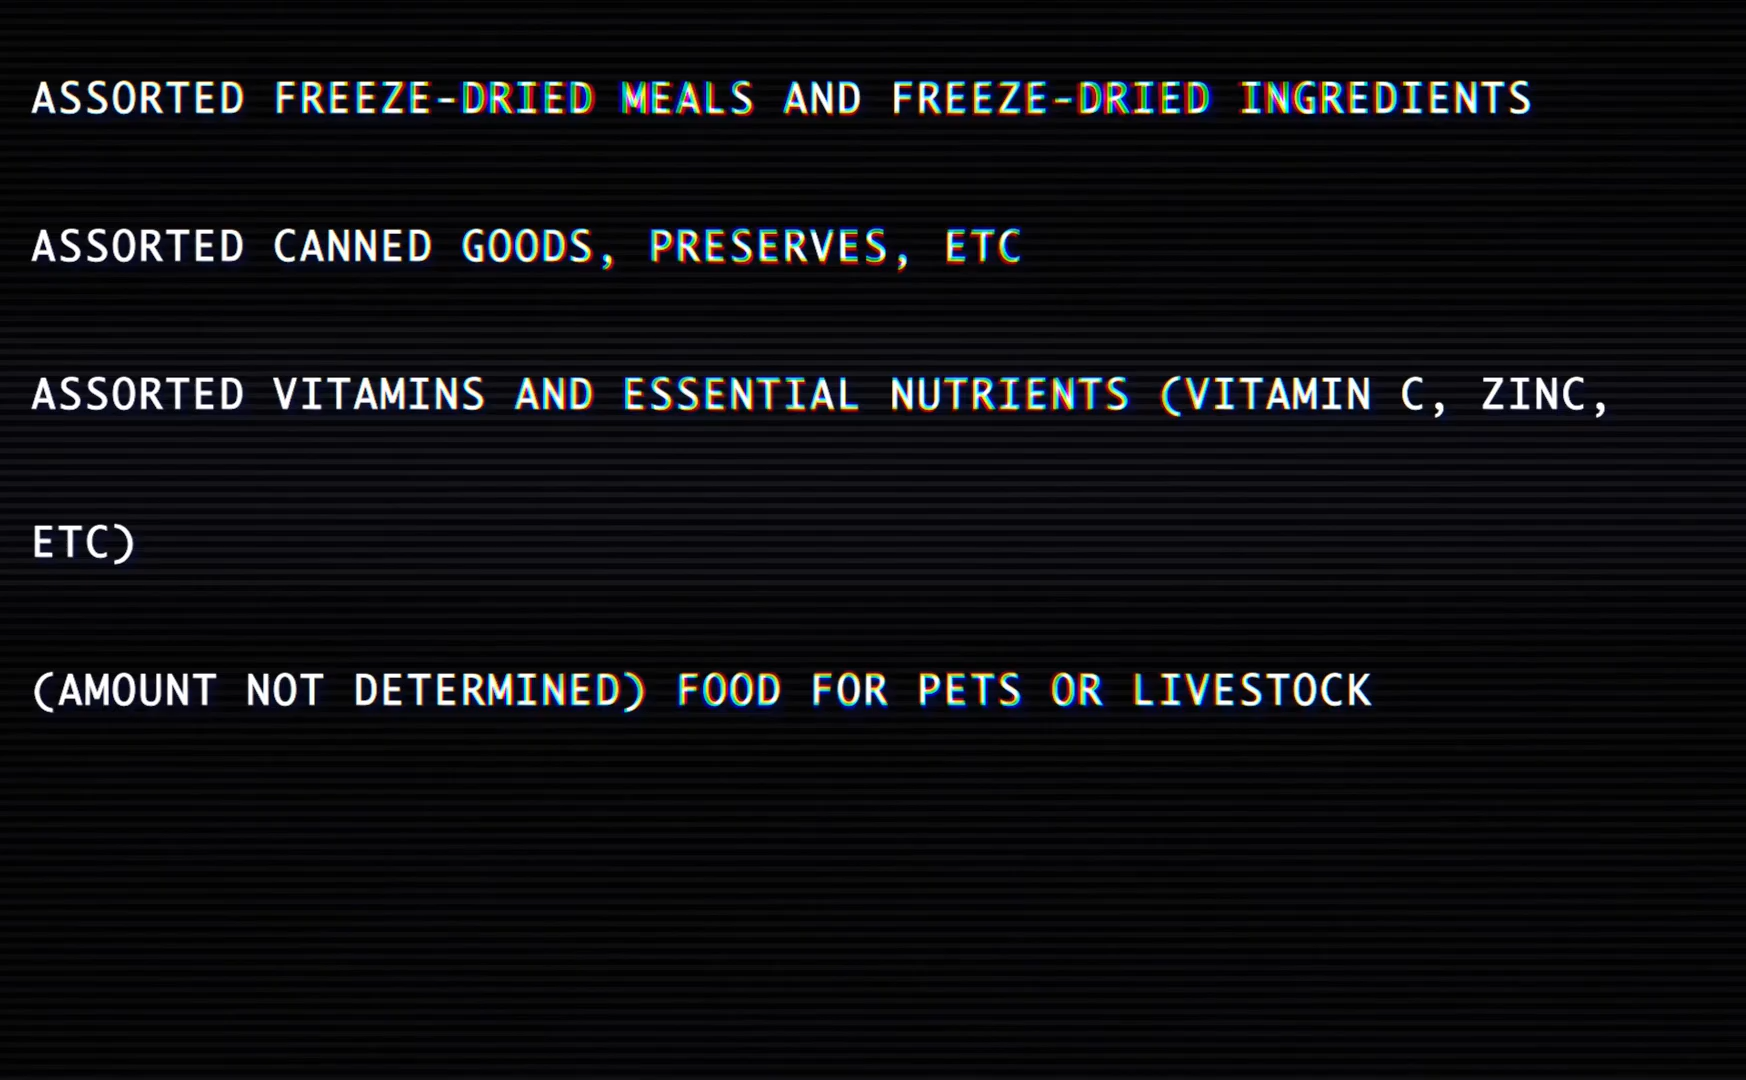 ASSORTED FREEZE-DRIED MEALS AND FREEZE-DRIED INGREDIENTS
ASSORTED CANNED GOODS, PRESERVES, ETC
ASSORTED VITAMINS AND ESSENTIAL NUTRIENTS (VITAMIN C, ZINC,
ETC)
(AMOUNT NOT DETERMINED) FOOD FOR PETS OR LIVESTOCK